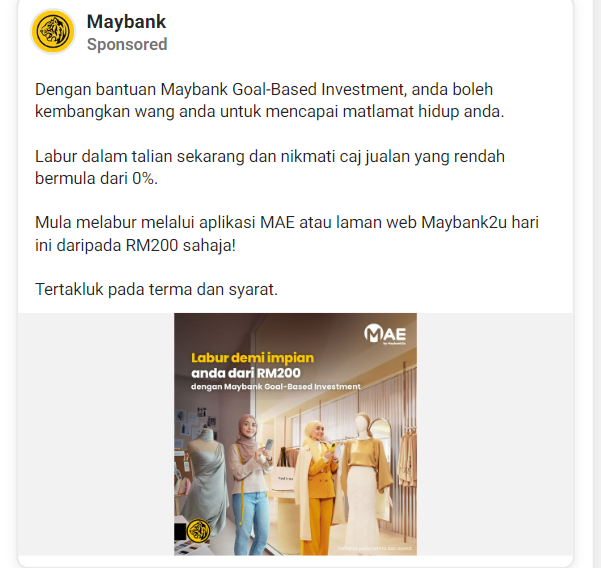 Maybank
Sponsored
Dengan bantuan Maybank Goal-Based Investment, anda boleh
kembangkan wang anda untuk mencapai matlamat hidup anda.
Labur dalam talian sekarang dan nikmati caj jualan yang rendah
bermula dari 0%.
Mula melabur melalui aplikasi MAE atau laman web Maybank2u hari
ini daripada RM200 sahaja!
Tertakluk pada terma dan syarat.
MAE
by Maybank2u
Labur demi impian
anda dari RM200
dengan Maybank Goal-Based Investment